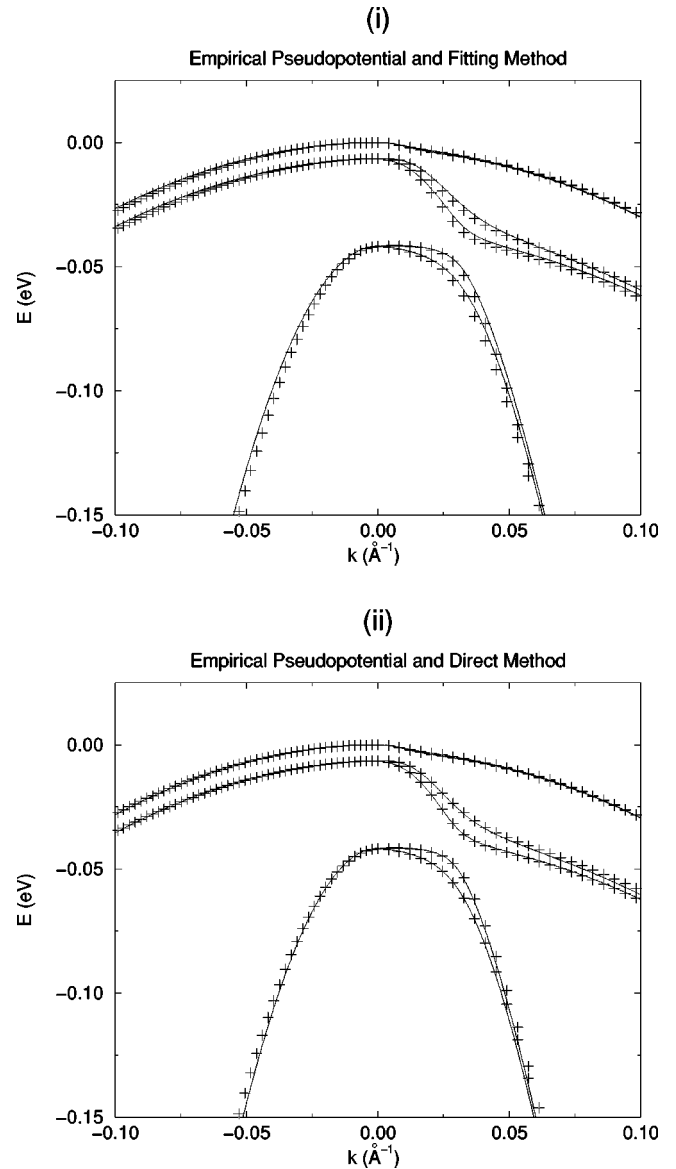 (i)
Empirical Pseudopotential and Fitting Method
0.00
−0.05
−0.10
−0.15
E (eV)
−0.10 −0.05 0.00 0.05 0.10
k (Å⁻¹)
(ii)
Empirical Pseudopotential and Direct Method
0.00
−0.05
−0.10
−0.15
E (eV)
−0.10 −0.05 0.00 0.05 0.10
k (Å⁻¹)